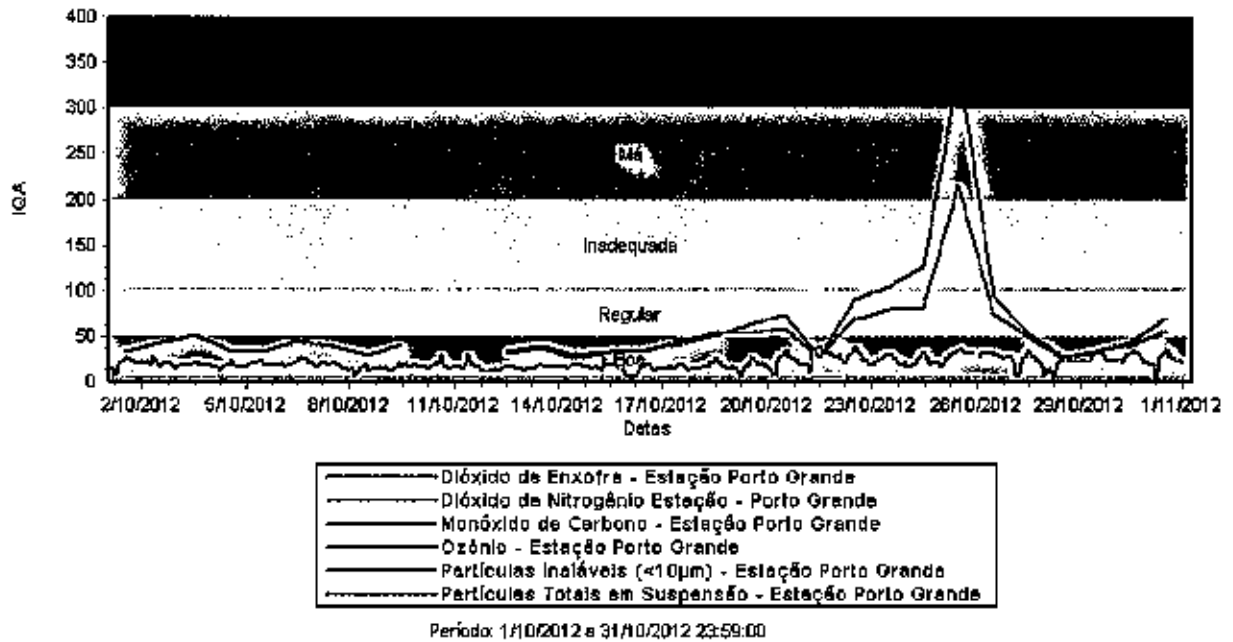 400
350
300
250
200
150
100
50
0
IQA
Má
Inadequada
Regular
Boa
2/10/2012 5/10/2012 8/10/2012 11/10/2012 14/10/2012 17/10/2012 20/10/2012 23/10/2012 26/10/2012 29/10/2012 1/11/2012
Datas
Dióxido de Enxofre - Estação Porto Grande
Dióxido de Nitrogênio Estação - Porto Grande
Monóxido de Carbono - Estação Porto Grande
Ozônio - Estação Porto Grande
Partículas Inaláveis (<10µm) - Estação Porto Grande
Partículas Totais em Suspensão - Estação Porto Grande
Período: 1/10/2012 a 31/10/2012 23:59:00